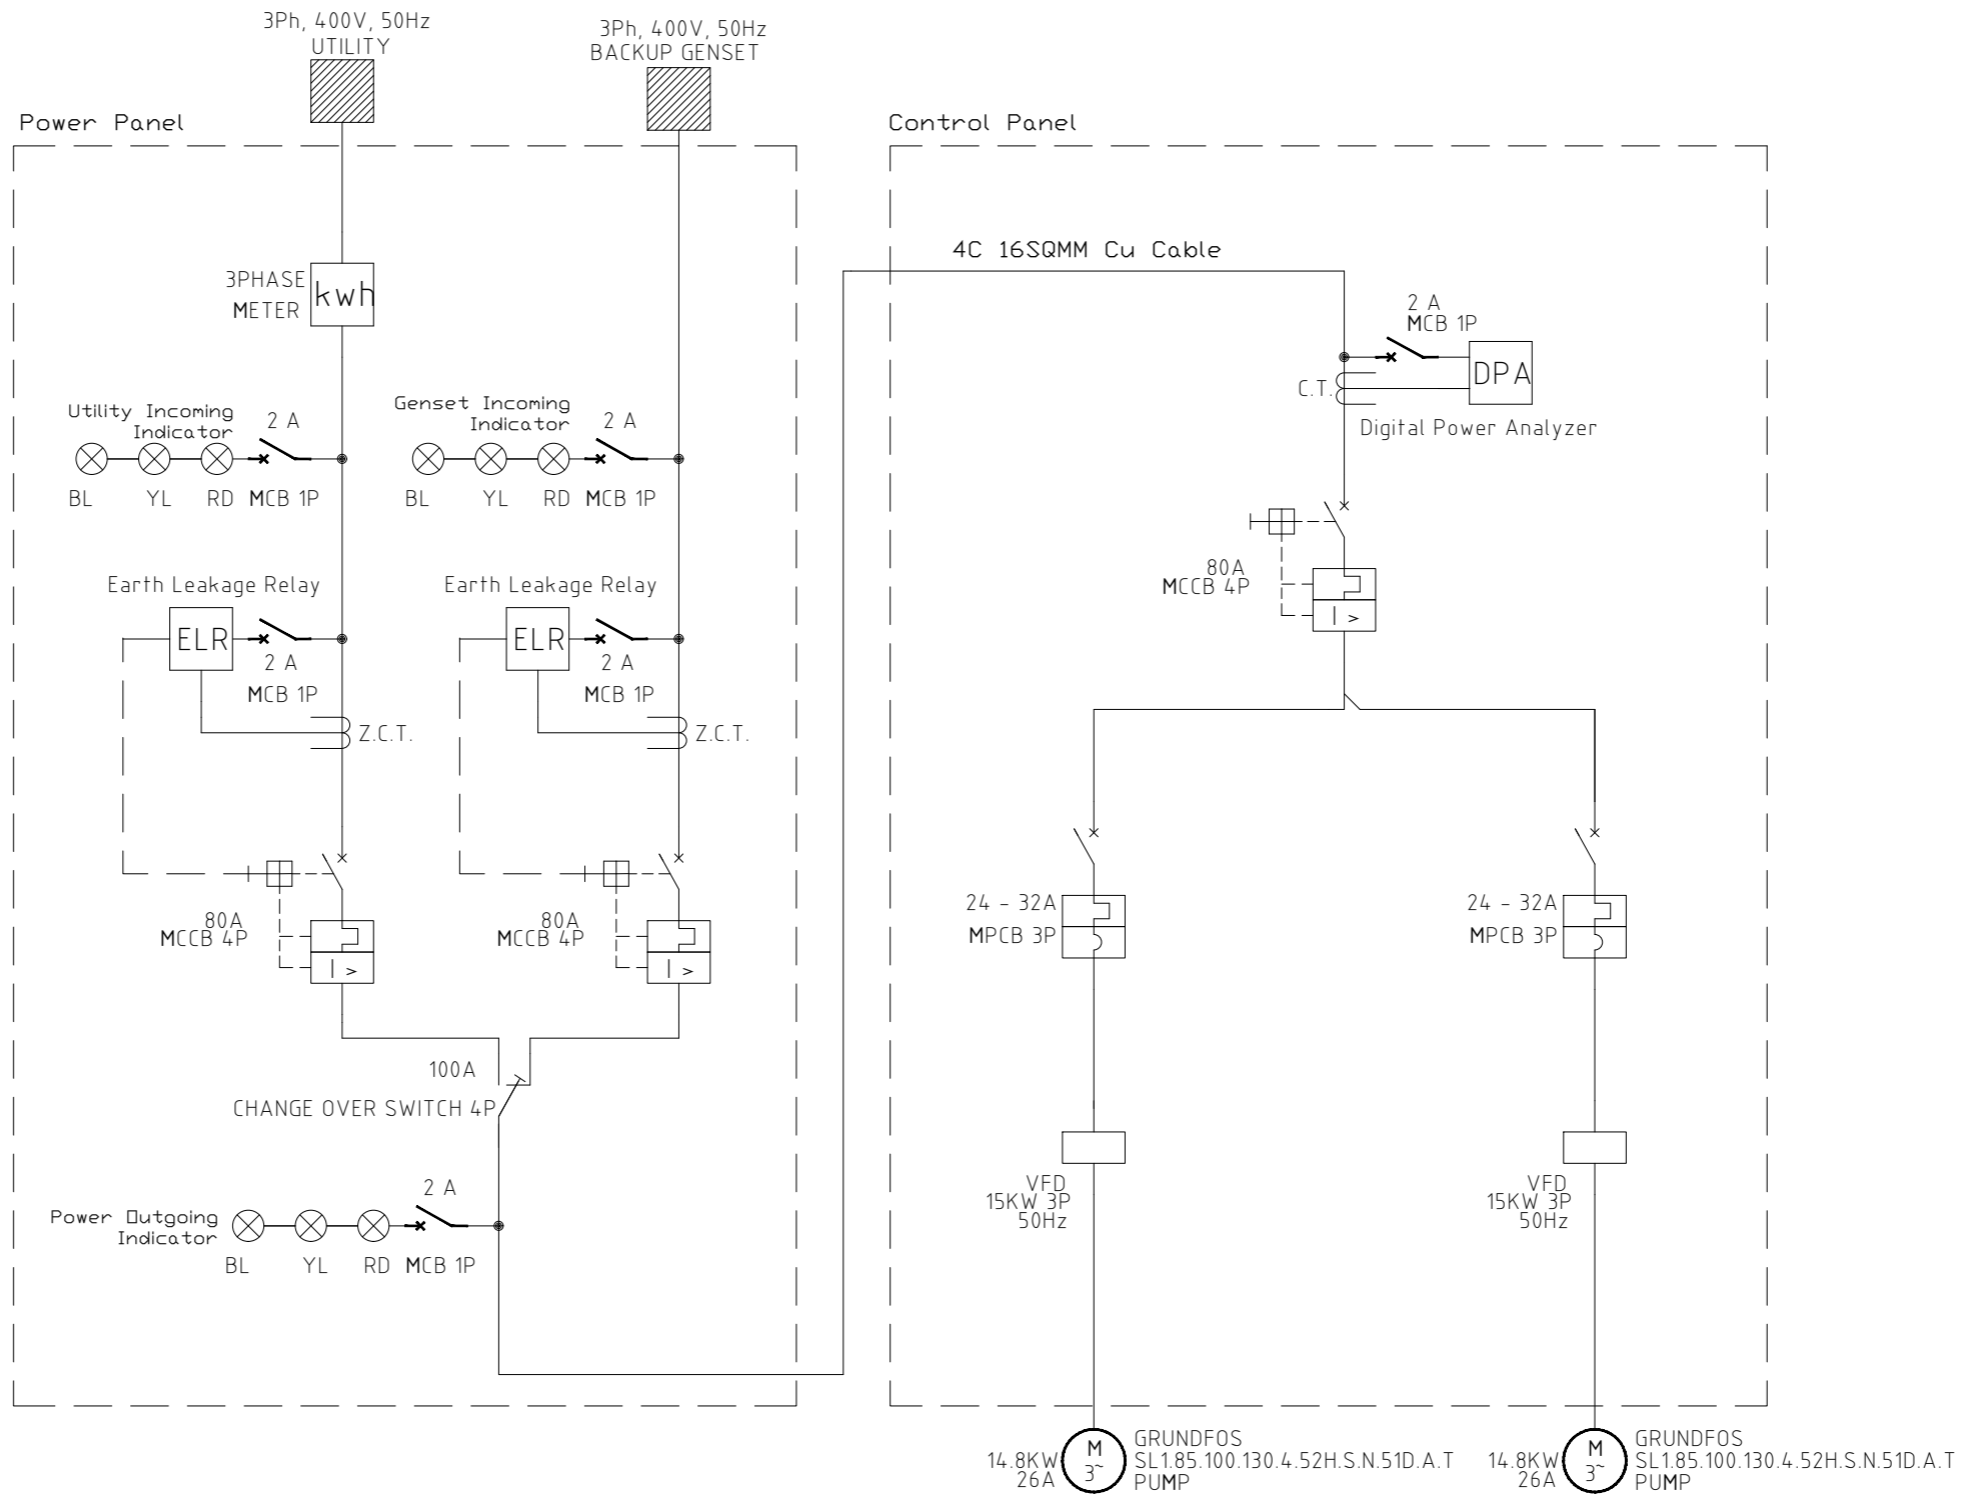 3Ph, 400V, 50Hz
UTILITY
3Ph, 400V, 50Hz
BACKUP GENSET
Power Panel
3PHASE
METER
kwh
Utility Incoming
Indicator
2 A
BL YL RD MCB 1P
Genset Incoming
Indicator
2 A
BL YL RD MCB 1P
Earth Leakage Relay
ELR
2 A
MCB 1P
Z.C.T.
Earth Leakage Relay
ELR
2 A
MCB 1P
Z.C.T.
80A
MCCB 4P
I >
80A
MCCB 4P
I >
100A
CHANGE OVER SWITCH 4P
Power Outgoing
Indicator
2 A
BL YL RD MCB 1P
Control Panel
4C 16SQMM Cu Cable
2 A
MCB 1P
DPA
C.T.
Digital Power Analyzer
80A
MCCB 4P
I >
24 - 32A
MPCB 3P
24 - 32A
MPCB 3P
VFD
15KW 3P
50Hz
VFD
15KW 3P
50Hz
14.8KW
26A
M
3~
GRUNDFOS
SL1.85.100.130.4.52H.S.N.51D.A.T
PUMP
14.8KW
26A
M
3~
GRUNDFOS
SL1.85.100.130.4.52H.S.N.51D.A.T
PUMP